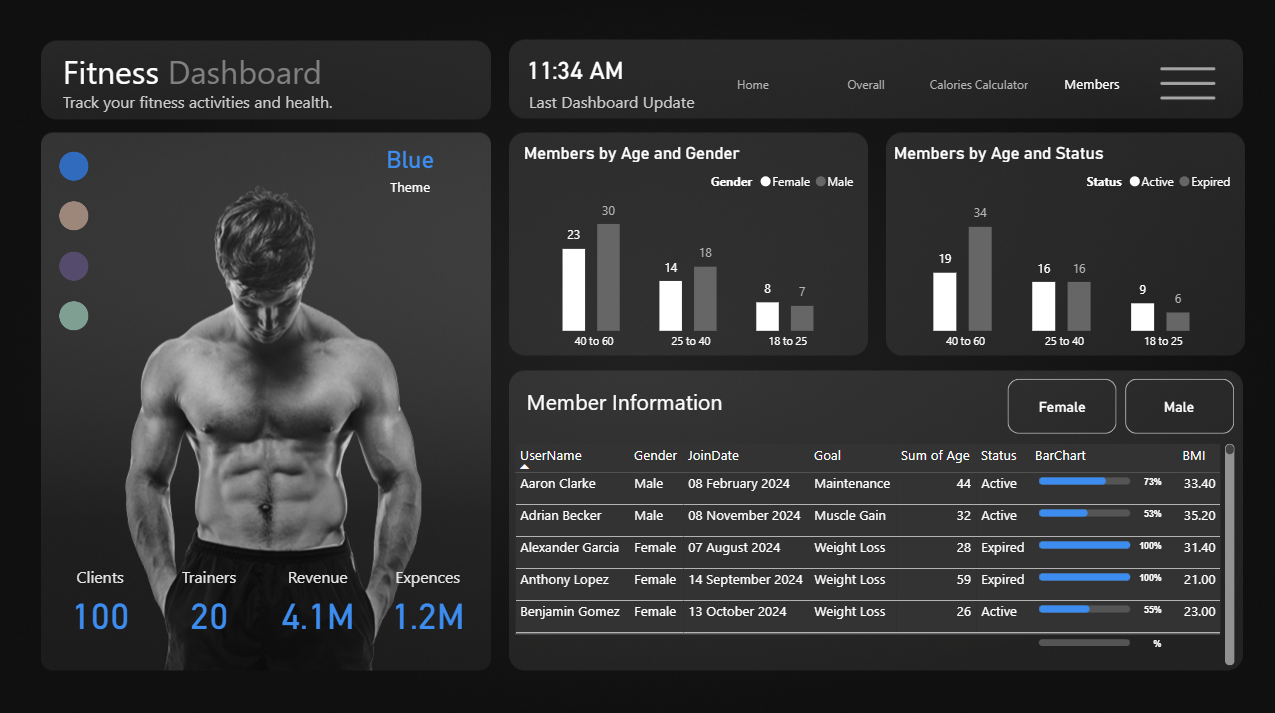 Fitness Dashboard
Track your fitness activities and health.
11:34 AM
Last Dashboard Update
Home
Overall
Calories Calculator
Members
Blue
Theme
Clients
100
Trainers
20
Revenue
4.1M
Expences
1.2M
Members by Age and Gender
Gender Female Male
23 30 14 18 8 7
40 to 60 25 to 40 18 to 25
Members by Age and Status
Status Active Expired
19 34 16 16 9 6
40 to 60 25 to 40 18 to 25
Member Information
Female
Male
UserName Gender JoinDate Goal Sum of Age Status BarChart BMI
Aaron Clarke Male 08 February 2024 Maintenance 44 Active 73% 33.40
Adrian Becker Male 08 November 2024 Muscle Gain 32 Active 53% 35.20
Alexander Garcia Female 07 August 2024 Weight Loss 28 Expired 100% 31.40
Anthony Lopez Female 14 September 2024 Weight Loss 59 Expired 100% 21.00
Benjamin Gomez Female 13 October 2024 Weight Loss 26 Active 55% 23.00
%